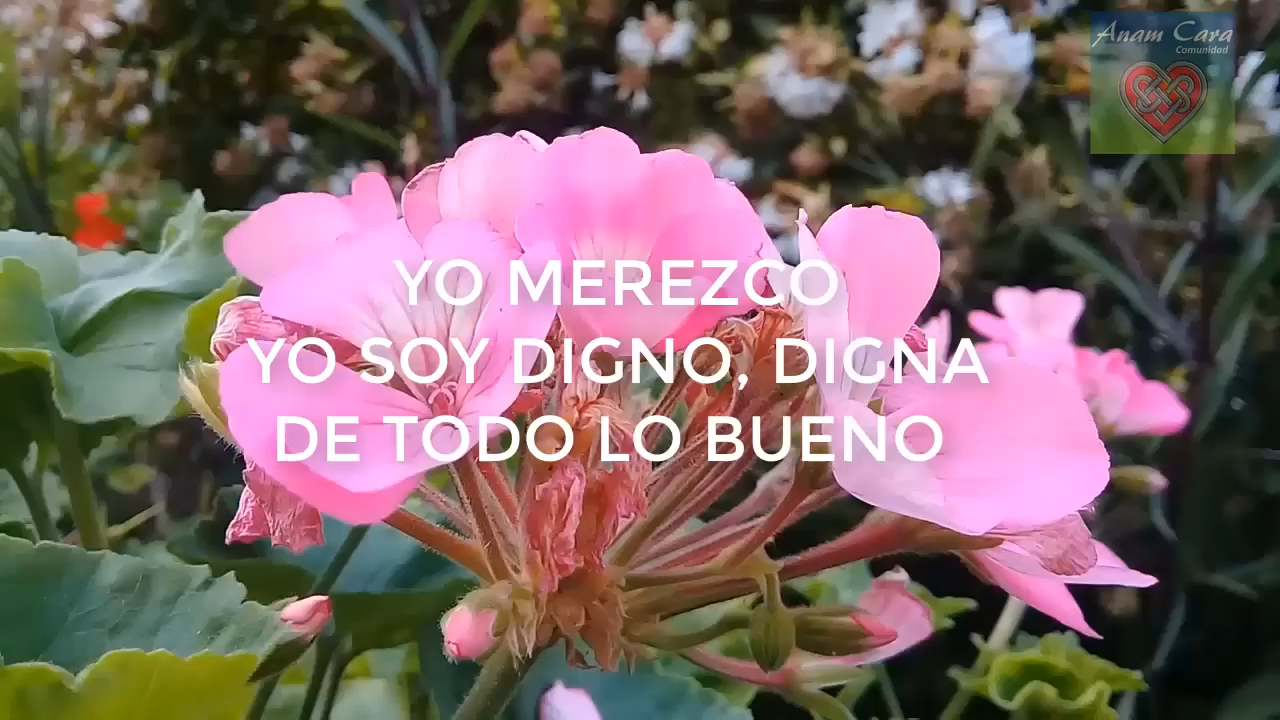 Anam Cara
Comunidad
YO MEREZCO
YO SOY DIGNO, DIGNA
DE TODO LO BUENO